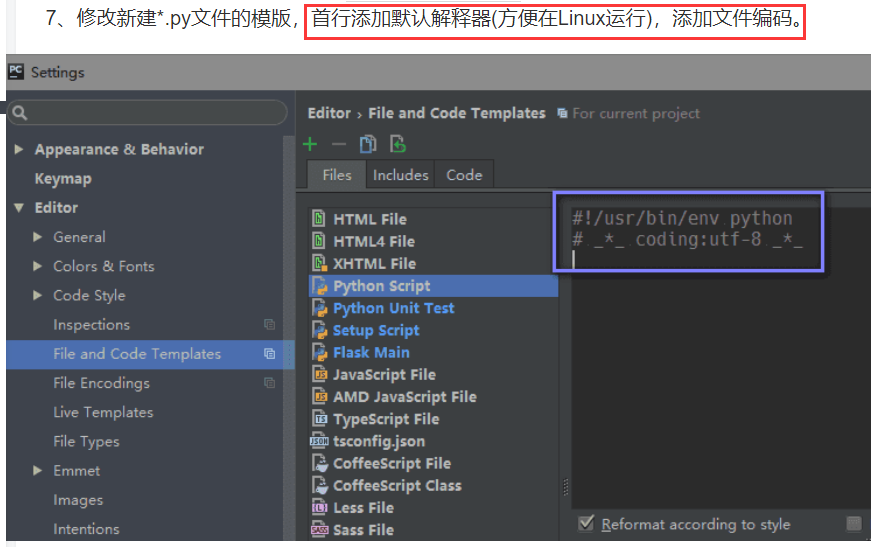 7、修改新建*.py文件的模版，首行添加默认解释器(方便在Linux运行)，添加文件编码。
PC Settings
Editor › File and Code Templates For current project
Appearance & Behavior
Keymap
Editor
General
Colors & Fonts
Code Style
Inspections
File and Code Templates
File Encodings
Live Templates
File Types
Emmet
Images
Intentions
Files Includes Code
HTML File
HTML4 File
XHTML File
Python Script
Python Unit Test
Setup Script
Flask Main
JavaScript File
AMD JavaScript File
TypeScript File
tsconfig.json
CoffeeScript File
CoffeeScript Class
Less File
Sass File
#!/usr/bin/env python
# _*_ coding:utf-8 _*_
Reformat according to style